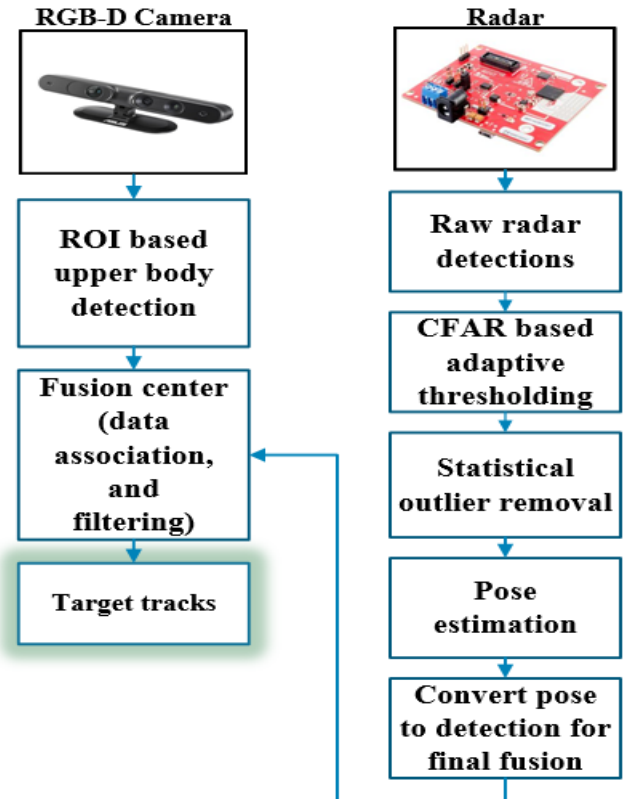 RGB-D Camera
ROI based
upper body
detection
Fusion center
(data
association,
and
filtering)
Target tracks
Radar
Raw radar
detections
CFAR based
adaptive
thresholding
Statistical
outlier removal
Pose
estimation
Convert pose
to detection for
final fusion